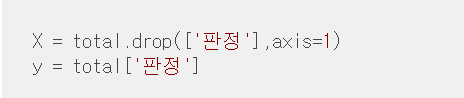 X = total.drop(['판정'],axis=1)
y = total['판정']